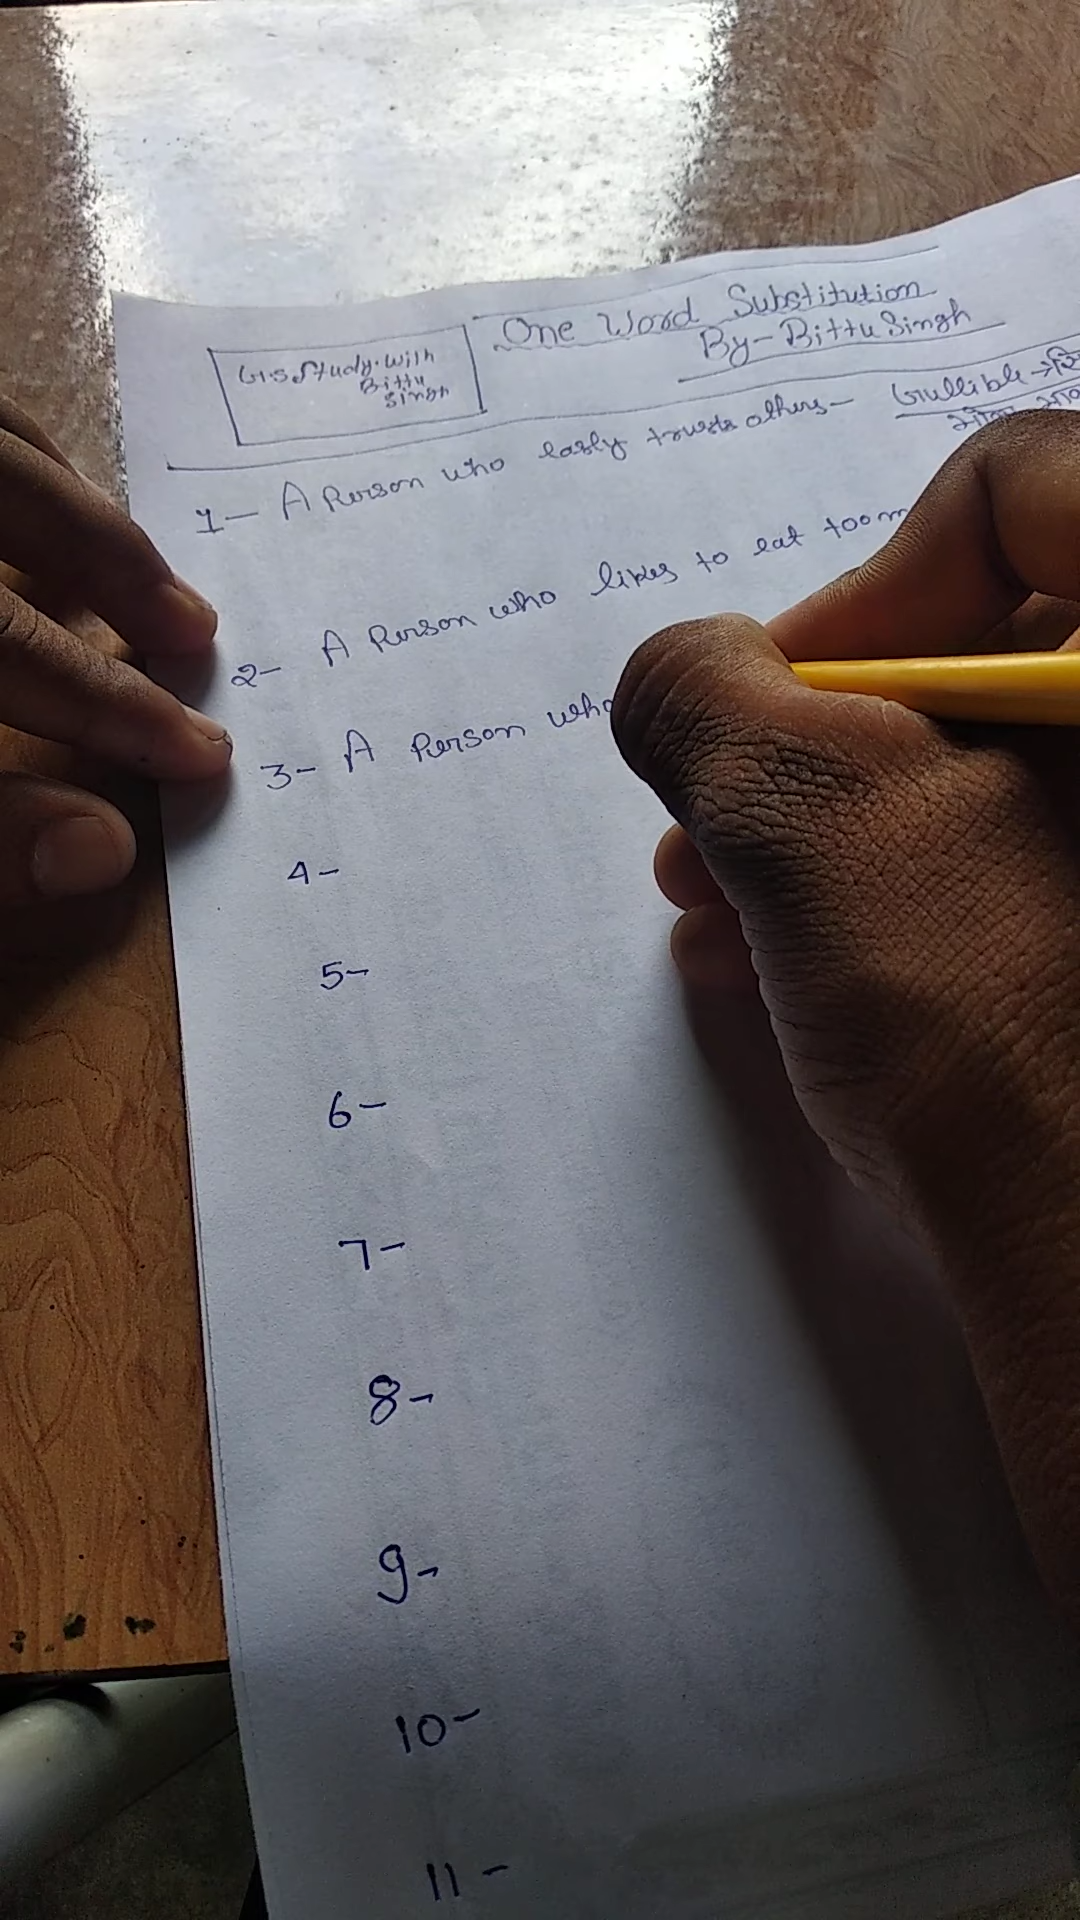 G.S Study. With
Bittu
Singh
One Word Substitution
By- Bittu Singh
1- A Person who easly trusts others- Gullible →
2- A Person who likes to eat too m
3- A Person who
4-
5-
6-
7-
8-
9-
10-
11-